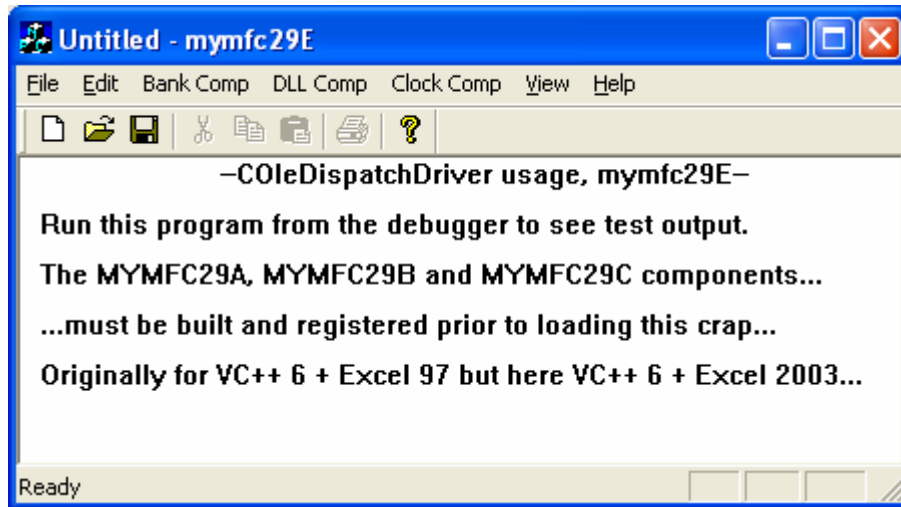 Untitled - mymfc29E
File Edit Bank Comp DLL Comp Clock Comp View Help
–COleDispatchDriver usage, mymfc29E–
Run this program from the debugger to see test output.
The MYMFC29A, MYMFC29B and MYMFC29C components...
...must be built and registered prior to loading this crap...
Originally for VC++ 6 + Excel 97 but here VC++ 6 + Excel 2003...
Ready